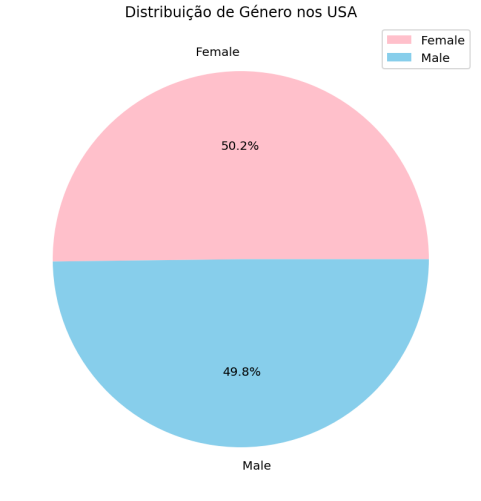 Distribuição de Género nos USA
Female
Female
Male
50.2%
49.8%
Male